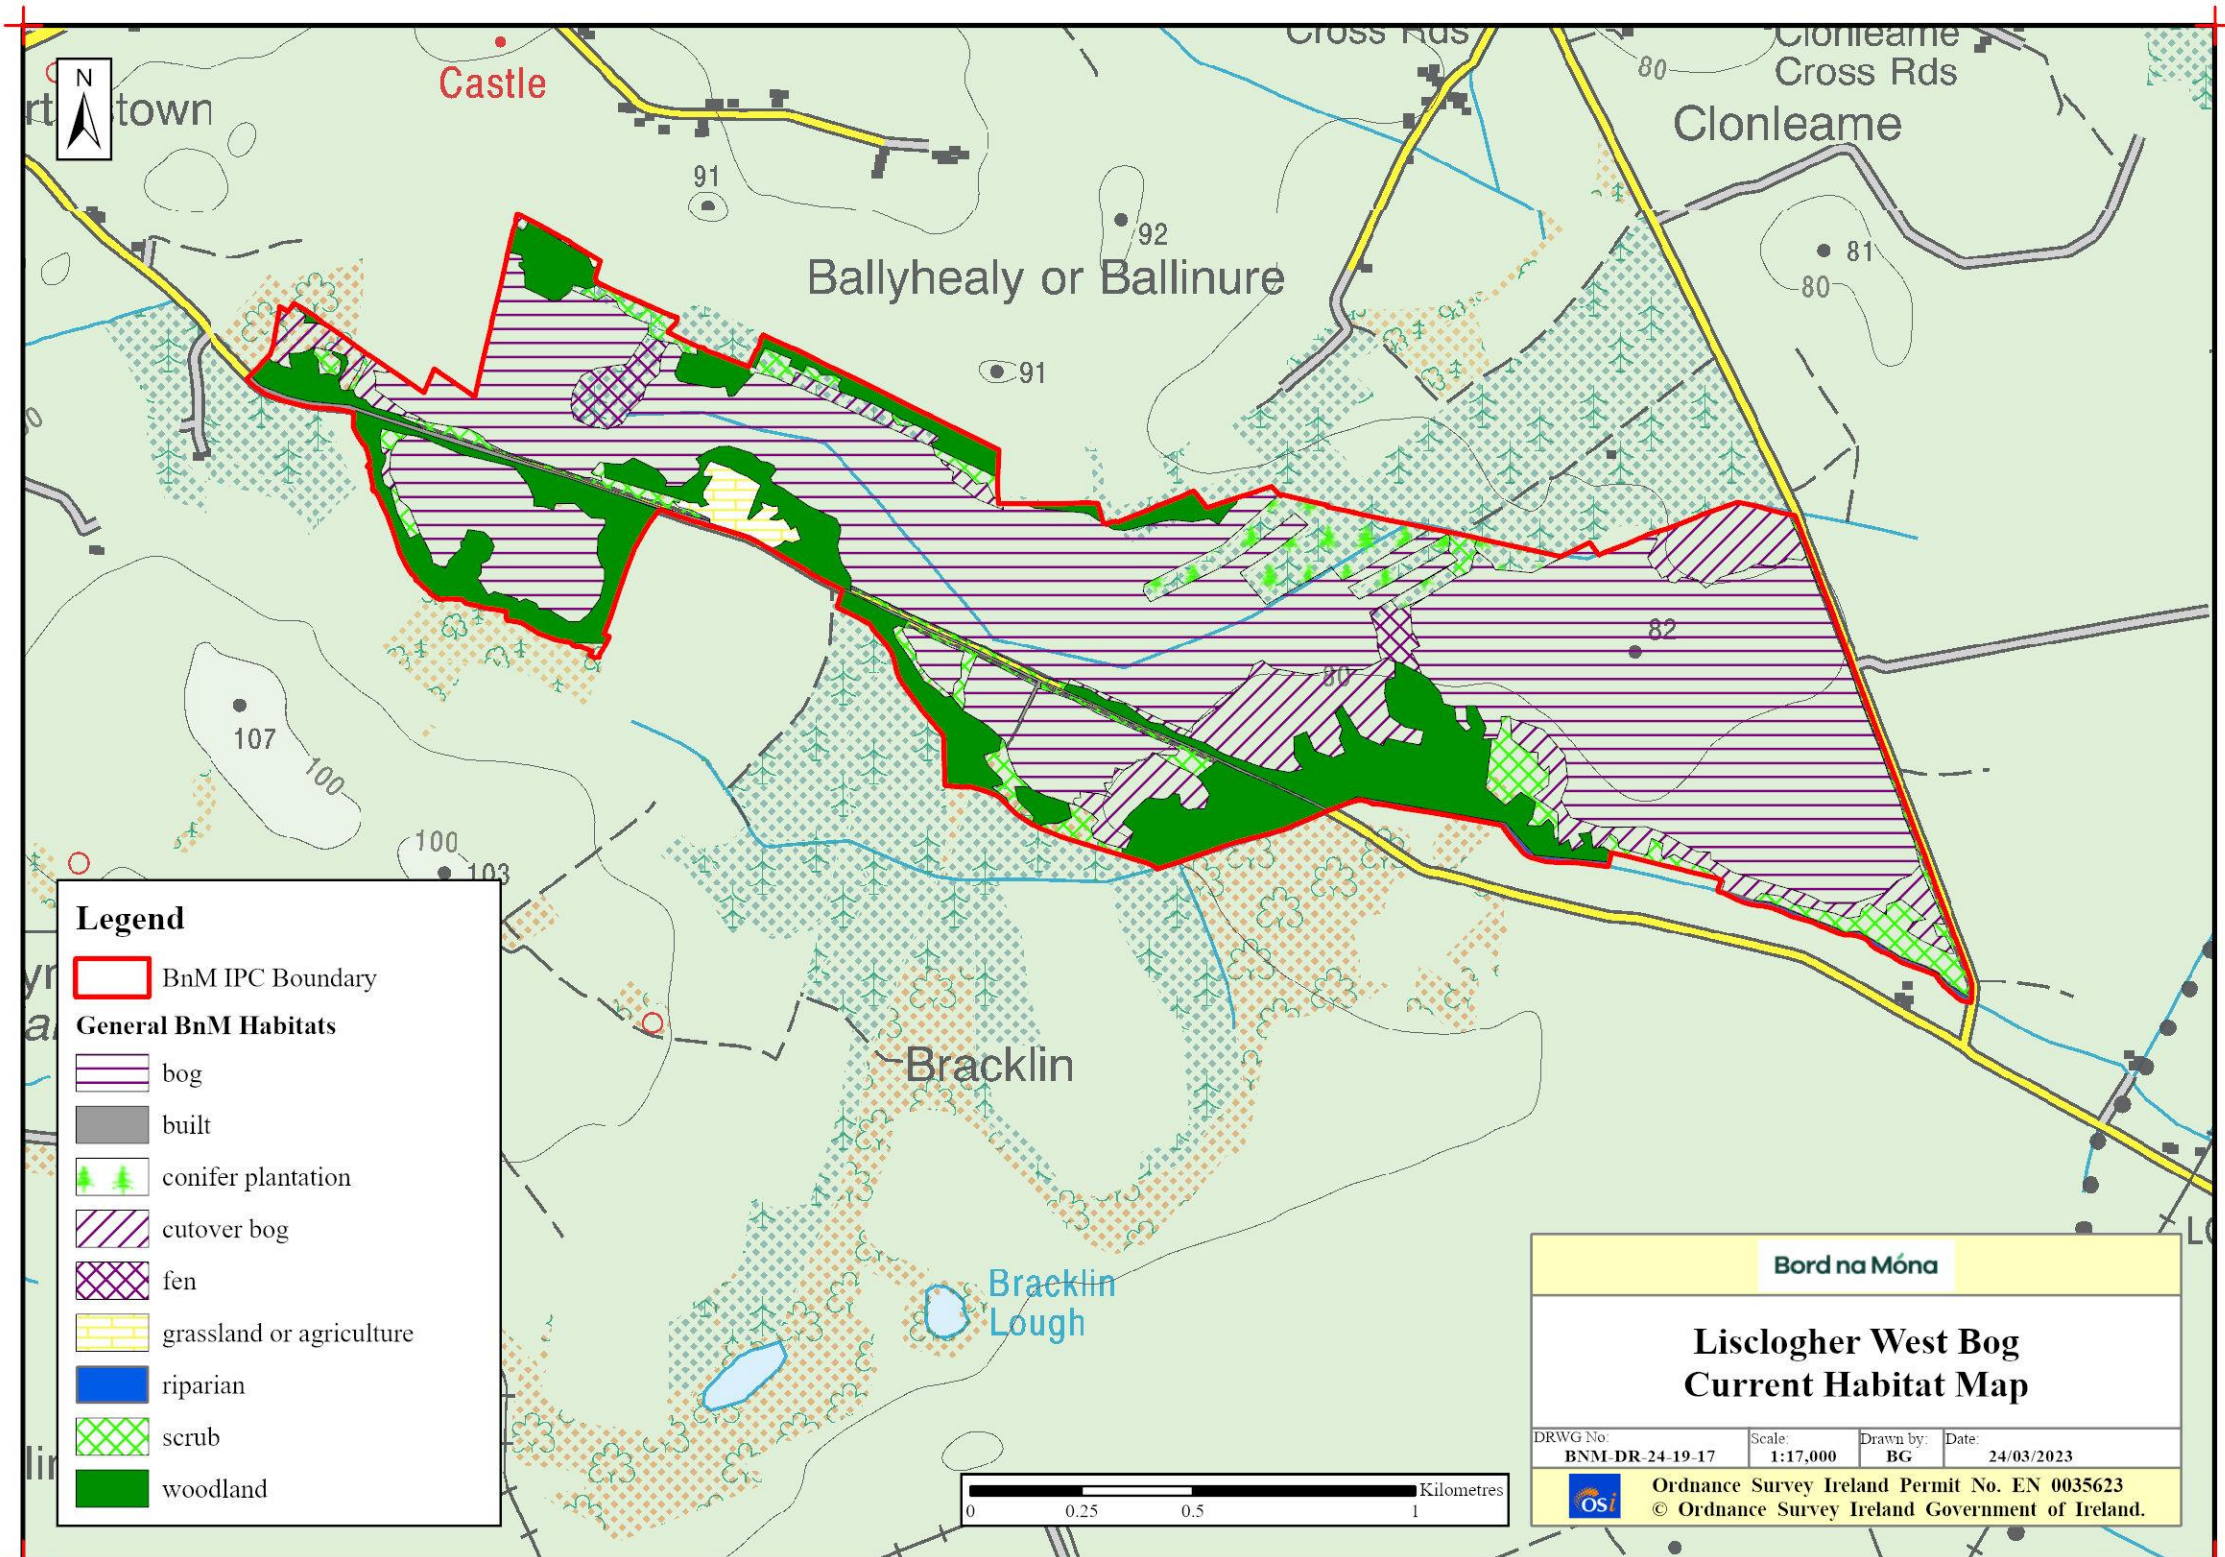 Cross Rds
Clonleame
Cross Rds
Castle
80
town
Clonleame
91
92
81
Ballyhealy or Ballinure
80
91
82
80
107
100
100
103
Bracklin
Bracklin
Lough
N
Legend
BnM IPC Boundary
General BnM Habitats
bog
built
conifer plantation
cutover bog
fen
grassland or agriculture
riparian
scrub
woodland
Kilometres
0 0.25 0.5 1
Bord na Móna
Lisclogher West Bog
Current Habitat Map
DRWG No: Scale: Drawn by: Date:
BNM-DR-24-19-17 1:17,000 BG 24/03/2023
OSi
Ordnance Survey Ireland Permit No. EN 0035623
© Ordnance Survey Ireland Government of Ireland.